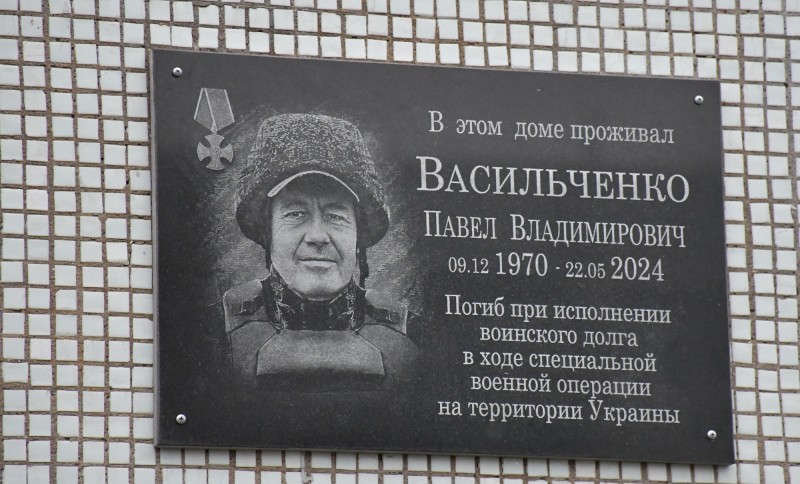 В этом доме проживал
Васильченко
Павел Владимирович
09.12 1970 - 22.05 2024
Погиб при исполнении
воинского долга
в ходе специальной
военной операции
на территории Украины